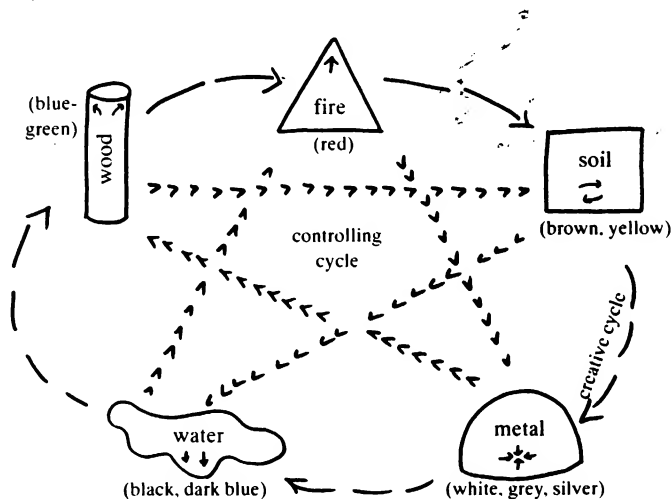 (blue-
green)
wood
fire
(red)
soil
(brown, yellow)
controlling
cycle
creative cycle
water
(black, dark blue)
metal
(white, grey, silver)